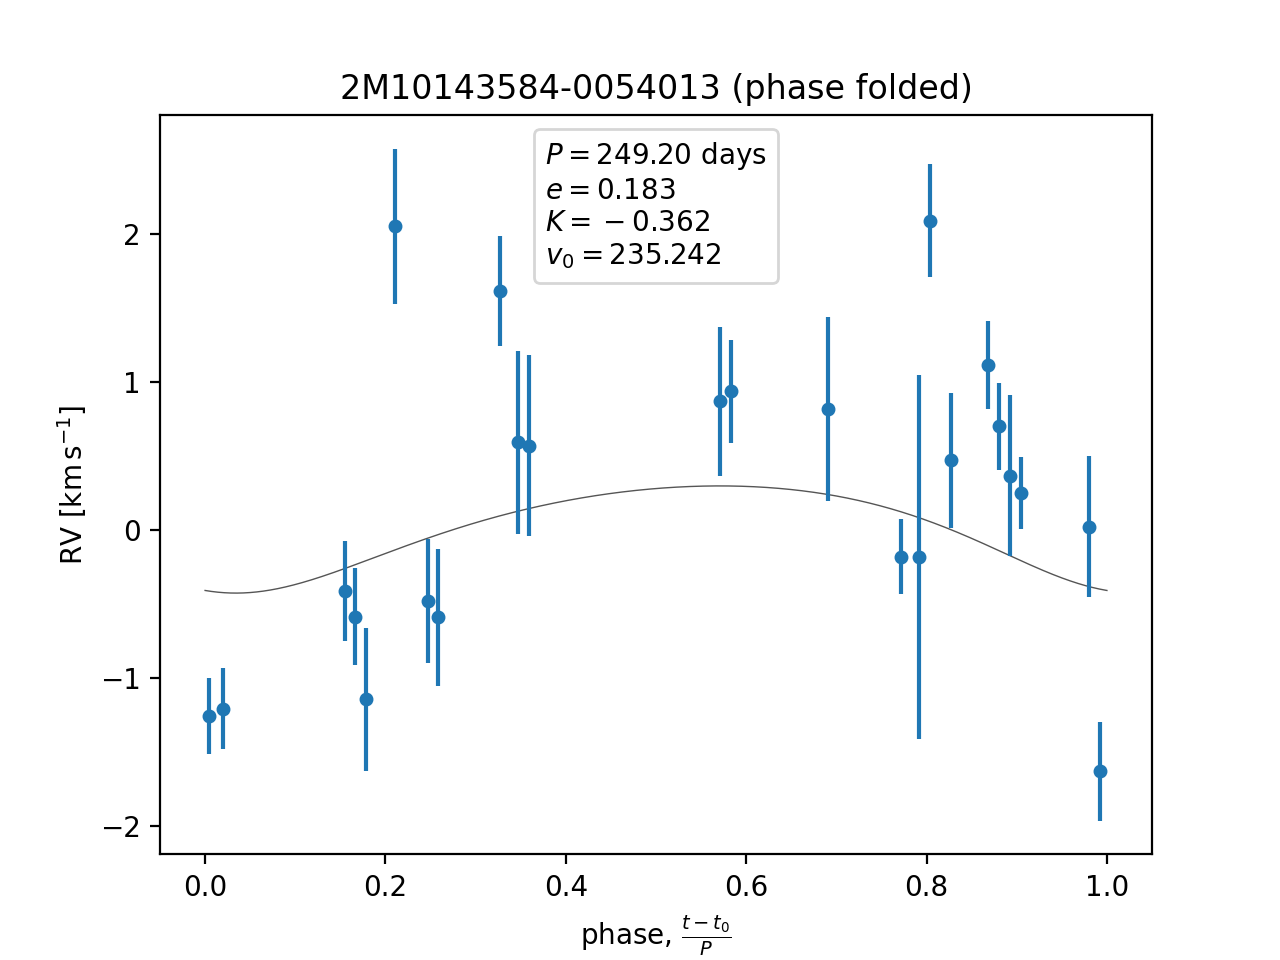 2M10143584-0054013 (phase folded)
P = 249.20 days
e = 0.183
K = −0.362
v₀ = 235.242
2
1
0
−1
−2
RV [km s⁻¹]
0.0 0.2 0.4 0.6 0.8 1.0
phase, (t − t₀)/P